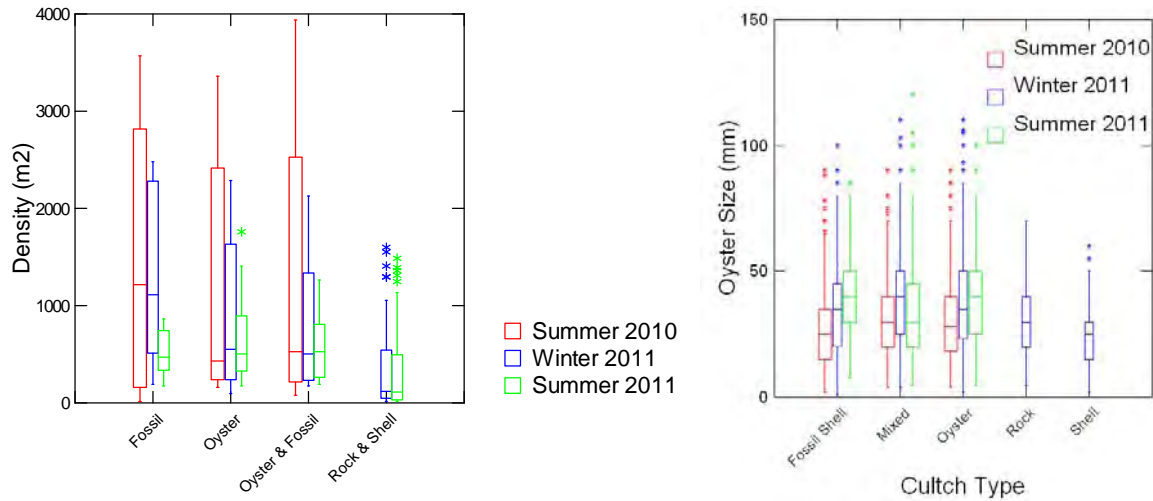 4000
3000
2000
1000
0
Density (m2)
Fossil
Oyster
Oyster & Fossil
Rock & Shell
Summer 2010
Winter 2011
Summer 2011
150
100
50
0
Oyster Size (mm)
Summer 2010
Winter 2011
Summer 2011
Fossil Shell
Mixed
Oyster
Rock
Shell
Cultch Type